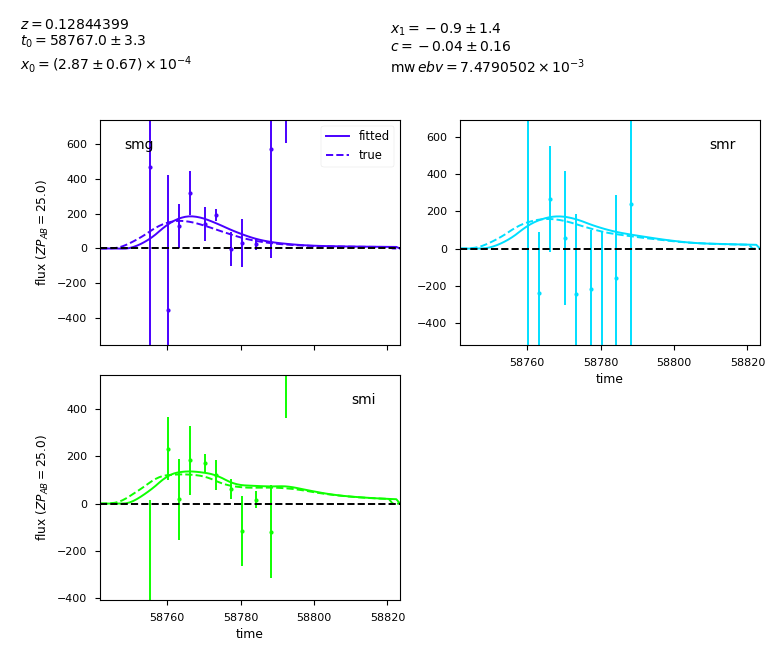 z = 0.12844399
t₀ = 58767.0 ± 3.3
x₀ = (2.87 ± 0.67) × 10⁻⁴
x₁ = −0.9 ± 1.4
c = −0.04 ± 0.16
mw ebv = 7.4790502 × 10⁻³
smg
fitted
true
600
400
200
0
−200
−400
flux (ZP_AB = 25.0)
smr
600
400
200
0
−200
−400
58760 58780 58800 58820
time
smi
400
200
0
−200
−400
flux (ZP_AB = 25.0)
58760 58780 58800 58820
time